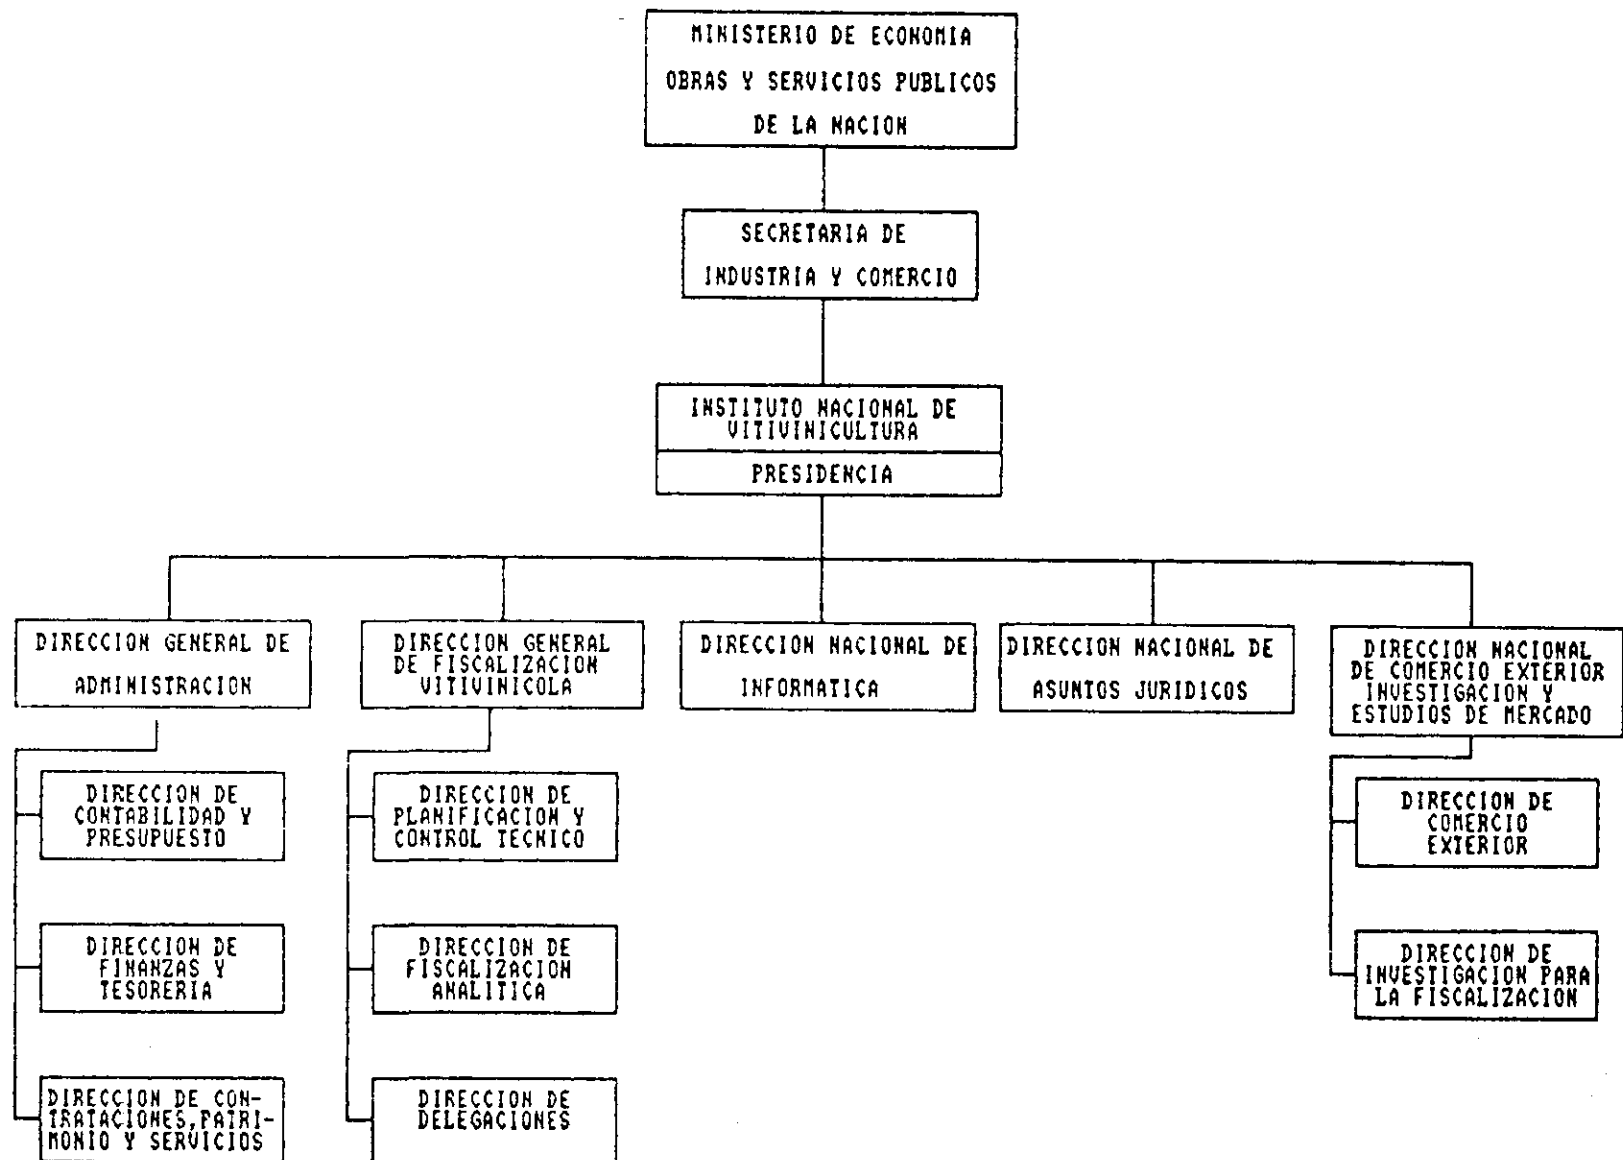 MINISTERIO DE ECONOMIA
OBRAS Y SERVICIOS PUBLICOS
DE LA NACION
SECRETARIA DE
INDUSTRIA Y COMERCIO
INSTITUTO NACIONAL DE
VITIVINICULTURA
PRESIDENCIA
DIRECCION GENERAL DE
ADMINISTRACION
DIRECCION GENERAL
DE FISCALIZACION
VITIVINICOLA
DIRECCION NACIONAL DE
INFORMATICA
DIRECCION NACIONAL DE
ASUNTOS JURIDICOS
DIRECCION NACIONAL
DE COMERCIO EXTERIOR
INVESTIGACION Y
ESTUDIOS DE MERCADO
DIRECCION DE
CONTABILIDAD Y
PRESUPUESTO
DIRECCION DE
PLANIFICACION Y
CONTROL TECNICO
DIRECCION DE
COMERCIO
EXTERIOR
DIRECCION DE
FINANZAS Y
TESORERIA
DIRECCION DE
FISCALIZACION
ANALITICA
DIRECCION DE
INVESTIGACION PARA
LA FISCALIZACION
DIRECCION DE CON-
TRATACIONES,PATRI-
MONIO Y SERVICIOS
DIRECCION DE
DELEGACIONES